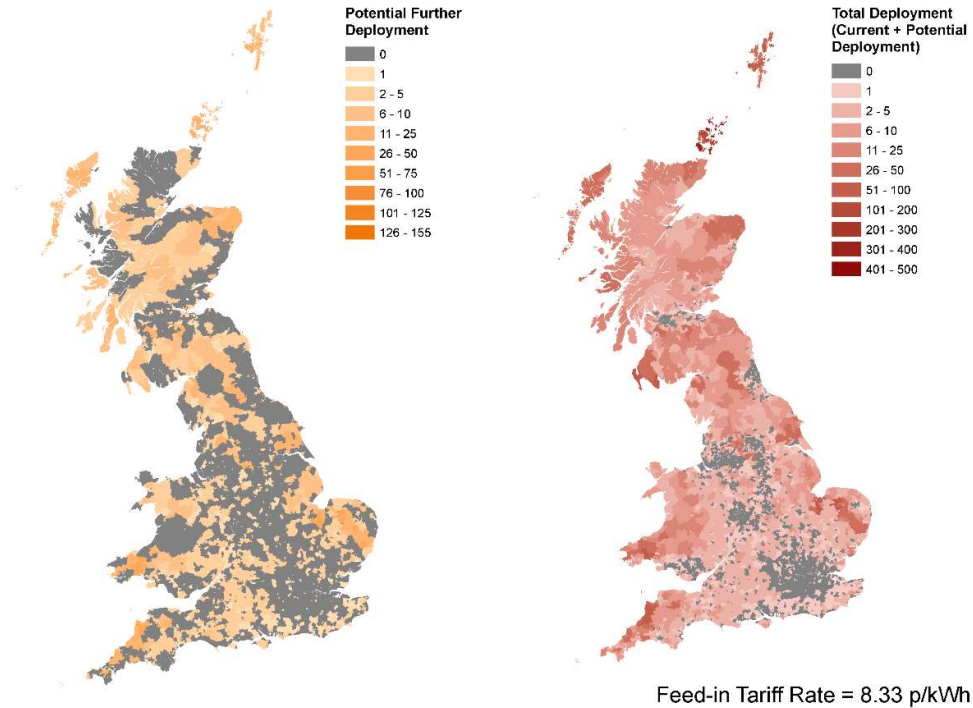 Potential Further
Deployment
0
1
2 - 5
6 - 10
11 - 25
26 - 50
51 - 75
76 - 100
101 - 125
126 - 155
Total Deployment
(Current + Potential
Deployment)
0
1
2 - 5
6 - 10
11 - 25
26 - 50
51 - 100
101 - 200
201 - 300
301 - 400
401 - 500
Feed-in Tariff Rate = 8.33 p/kWh